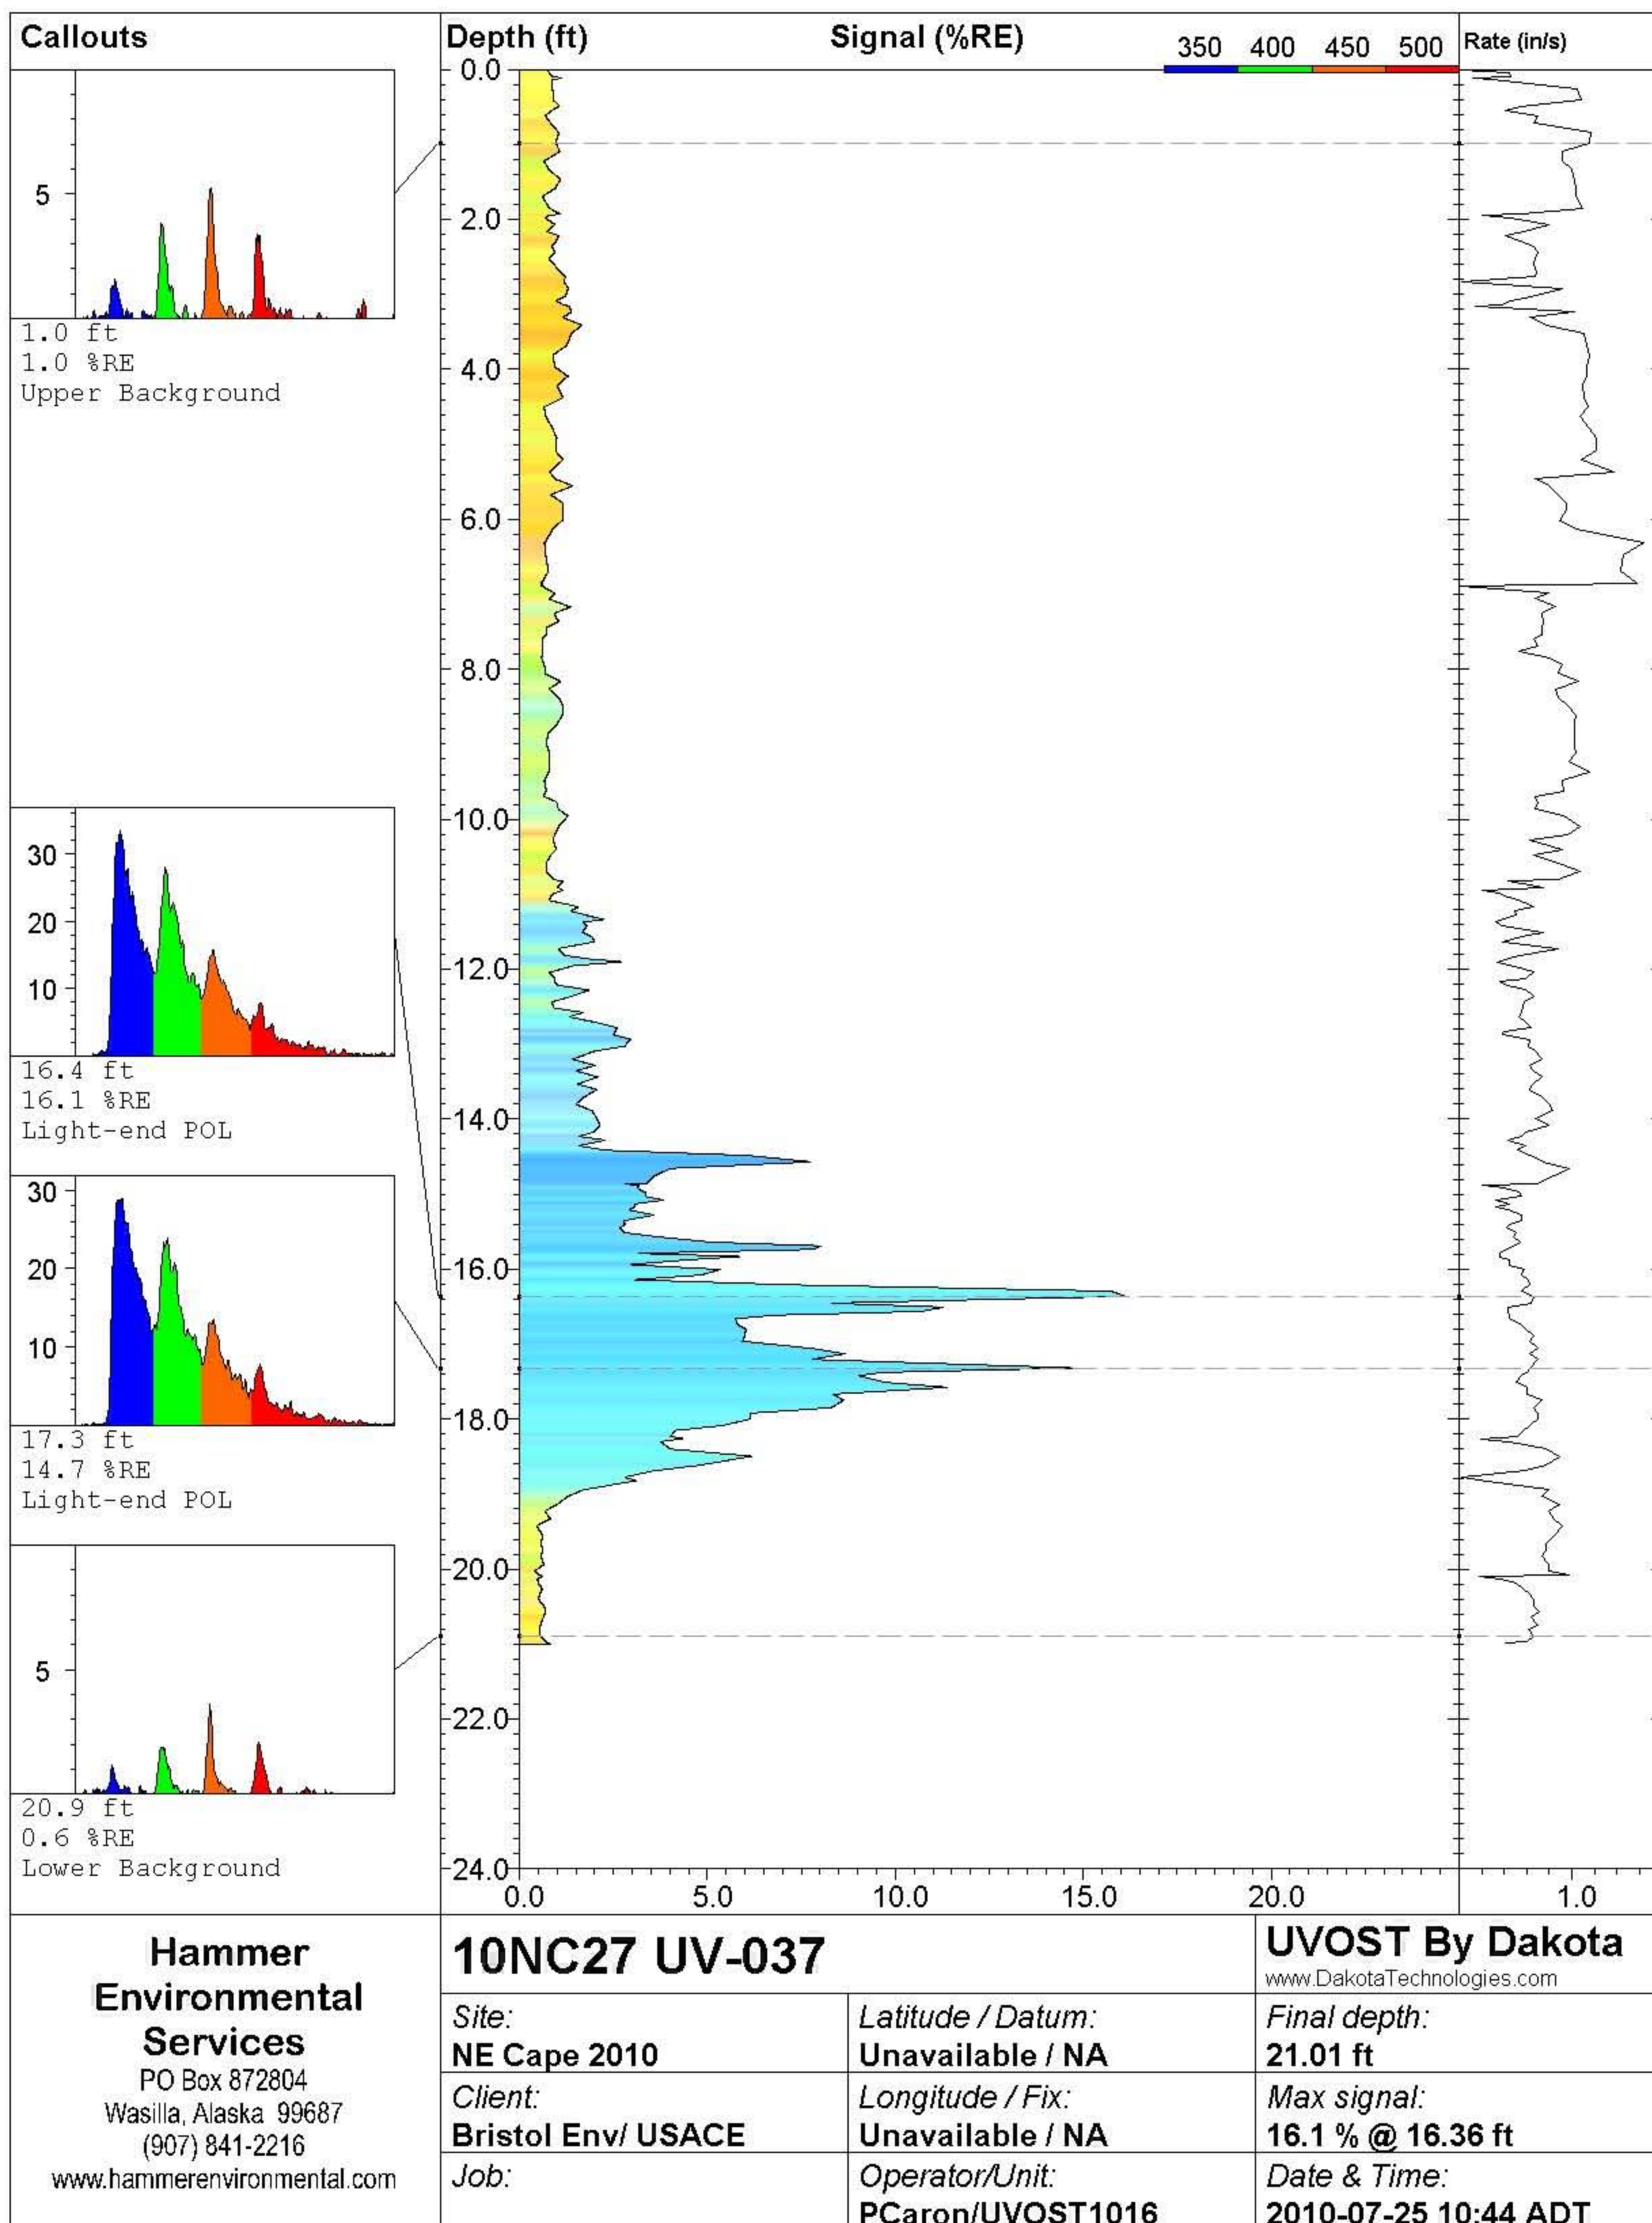 Callouts
Depth (ft)
Signal (%RE)
350 400 450 500
Rate (in/s)
5
1.0 ft
1.0 %RE
Upper Background
30
20
10
16.4 ft
16.1 %RE
Light-end POL
30
20
10
17.3 ft
14.7 %RE
Light-end POL
5
20.9 ft
0.6 %RE
Lower Background
0.0
2.0
4.0
6.0
8.0
10.0
12.0
14.0
16.0
18.0
20.0
22.0
24.0
0.0 5.0 10.0 15.0 20.0
1.0
Hammer
Environmental
Services
PO Box 872804
Wasilla, Alaska 99687
(907) 841-2216
www.hammerenvironmental.com
10NC27 UV-037
UVOST By Dakota
www.DakotaTechnologies.com
Site:
NE Cape 2010
Latitude / Datum:
Unavailable / NA
Final depth:
21.01 ft
Client:
Bristol Env/ USACE
Longitude / Fix:
Unavailable / NA
Max signal:
16.1 % @ 16.36 ft
Job:
Operator/Unit:
PCaron/UVOST1016
Date & Time:
2010-07-25 10:44 ADT